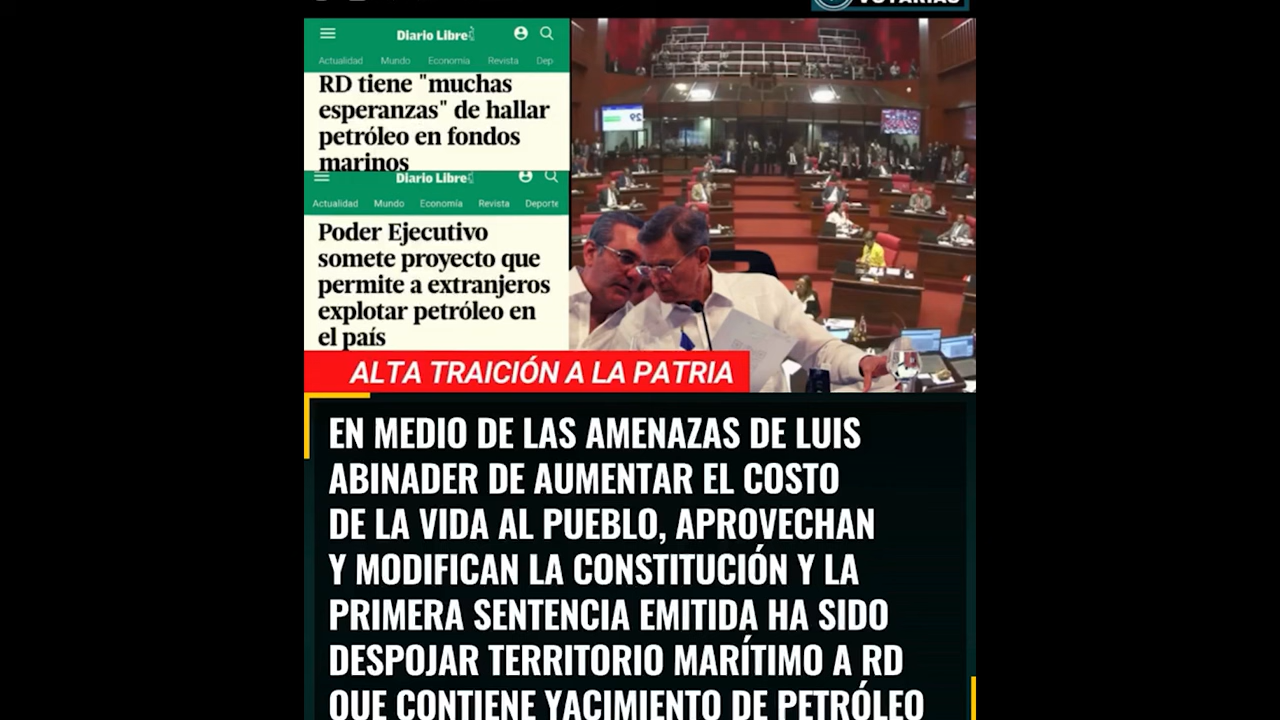 VOTARÍAS
Diario Libre
Actualidad Mundo Economía Revista Dep
RD tiene "muchas
esperanzas" de hallar
petróleo en fondos
marinos
Diario Libre
Actualidad Mundo Economía Revista Deporte
Poder Ejecutivo
somete proyecto que
permite a extranjeros
explotar petróleo en
el país
ALTA TRAICIÓN A LA PATRIA
EN MEDIO DE LAS AMENAZAS DE LUIS
ABINADER DE AUMENTAR EL COSTO
DE LA VIDA AL PUEBLO, APROVECHAN
Y MODIFICAN LA CONSTITUCIÓN Y LA
PRIMERA SENTENCIA EMITIDA HA SIDO
DESPOJAR TERRITORIO MARÍTIMO A RD
QUE CONTIENE YACIMIENTO DE PETRÓLEO